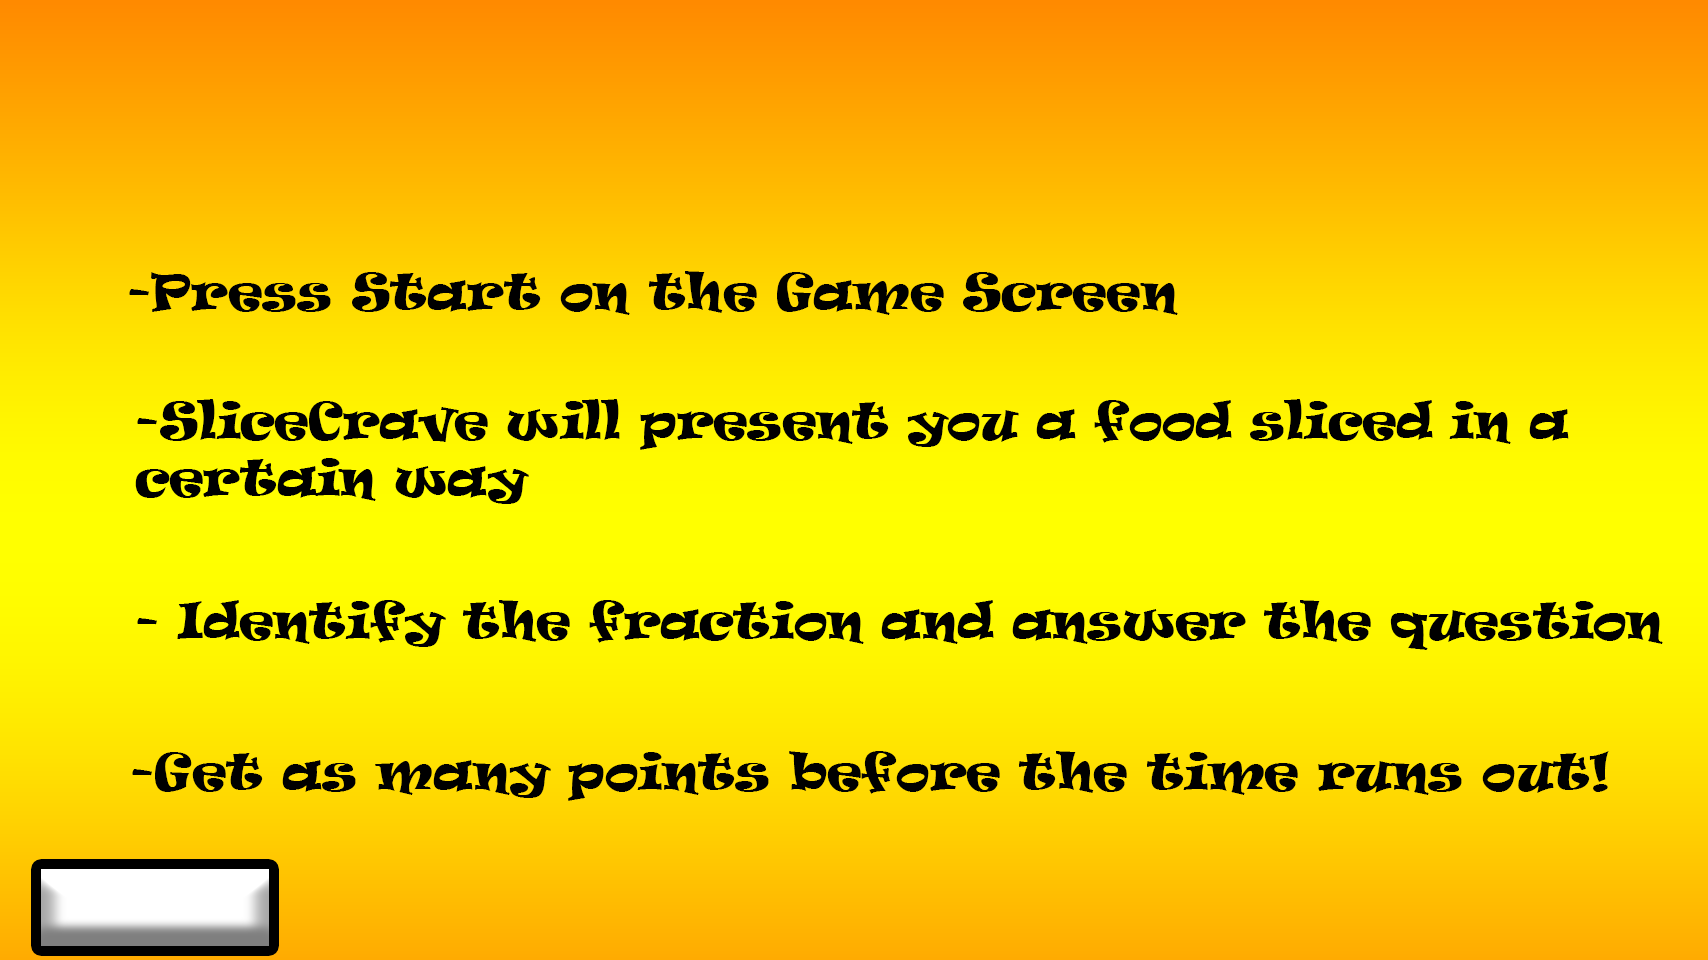 -Press Start on the Game Screen
-SliceCrave will present you a food sliced in a
certain way
- Identify the fraction and answer the question
-Get as many points before the time runs out!